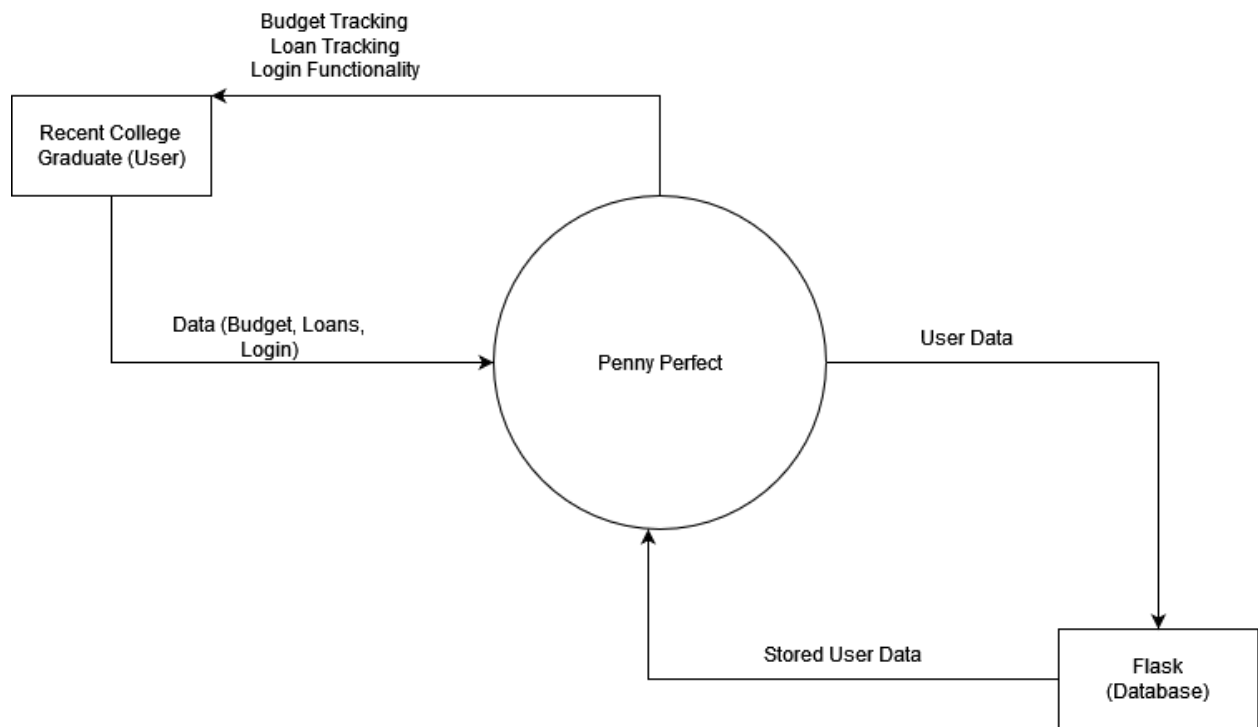 Budget Tracking
Loan Tracking
Login Functionality
Recent College
Graduate (User)
Data (Budget, Loans,
Login)
Penny Perfect
User Data
Stored User Data
Flask
(Database)